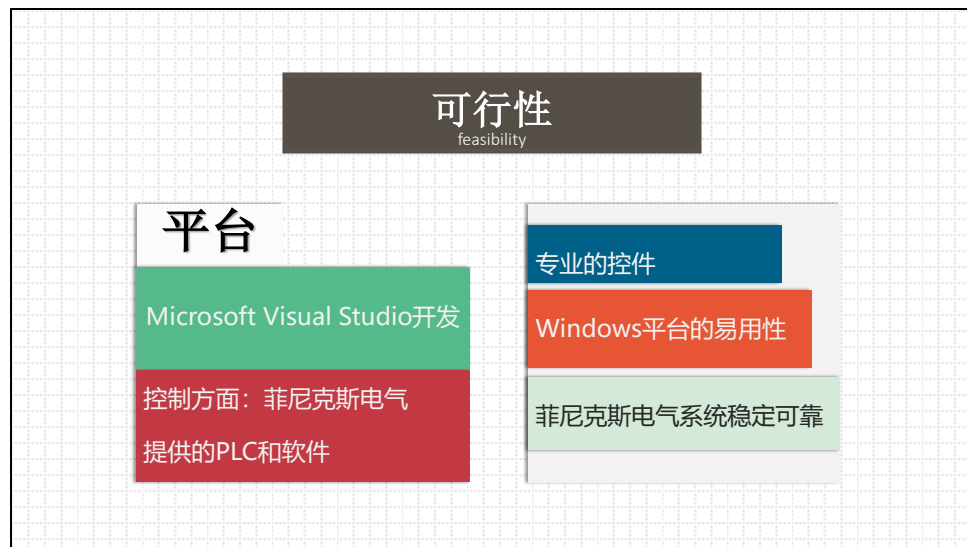 可行性
feasibility
平台
Microsoft Visual Studio开发
控制方面：菲尼克斯电气
提供的PLC和软件
专业的控件
Windows平台的易用性
菲尼克斯电气系统稳定可靠